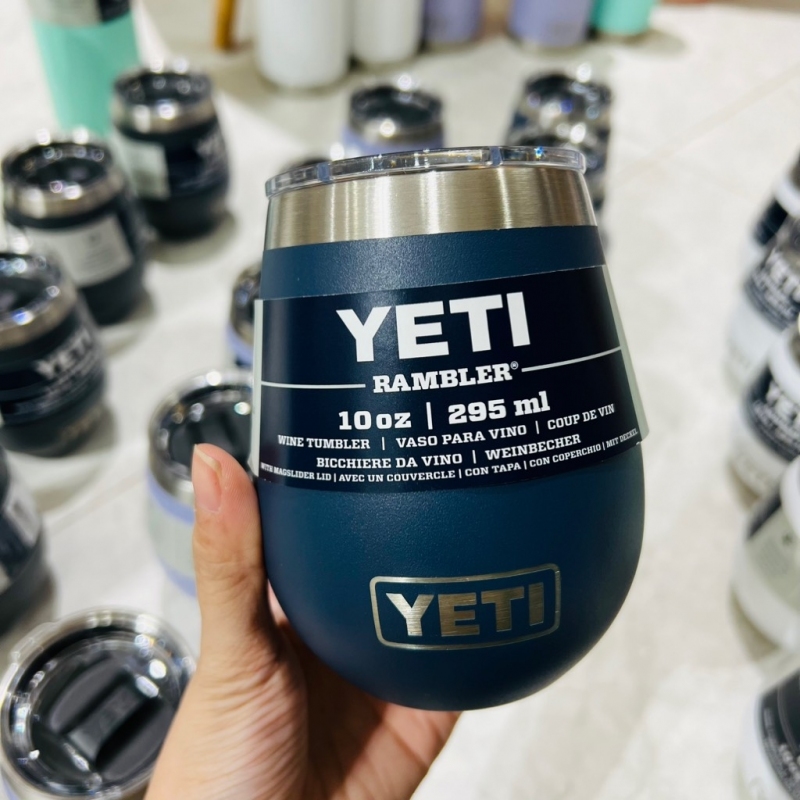 YETI
RAMBLER®
10 oz | 295 ml
WINE TUMBLER | VASO PARA VINO | COUP DE VIN
BICCHIERE DA VINO | WEINBECHER
WITH MAGSLIDER LID | AVEC UN COUVERCLE | CON TAPA | CON COPERCHIO | MIT DECKEL
YETI
YETI